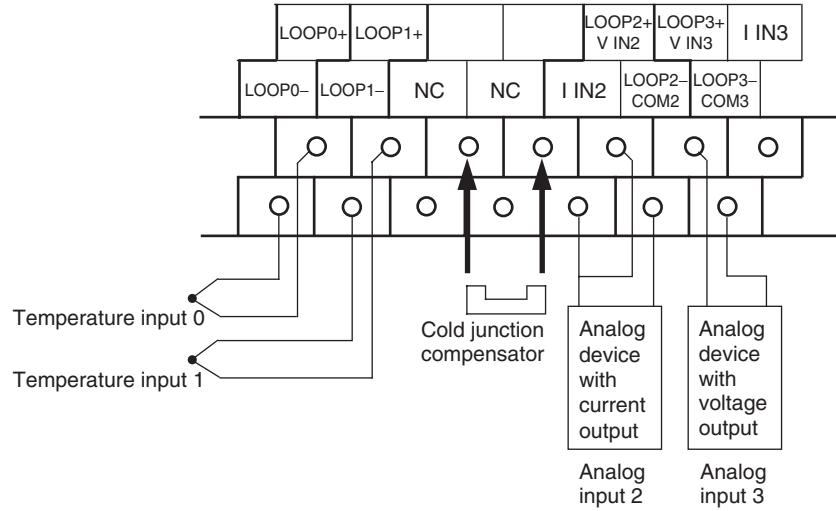 LOOP0+ LOOP1+ LOOP2+ LOOP3+ I IN3
V IN2 V IN3
LOOP0– LOOP1– NC NC I IN2 LOOP2– LOOP3–
COM2 COM3
Temperature input 0
Temperature input 1
Cold junction
compensator
Analog
device
with
current
output
Analog
device
with
voltage
output
Analog
input 2
Analog
input 3